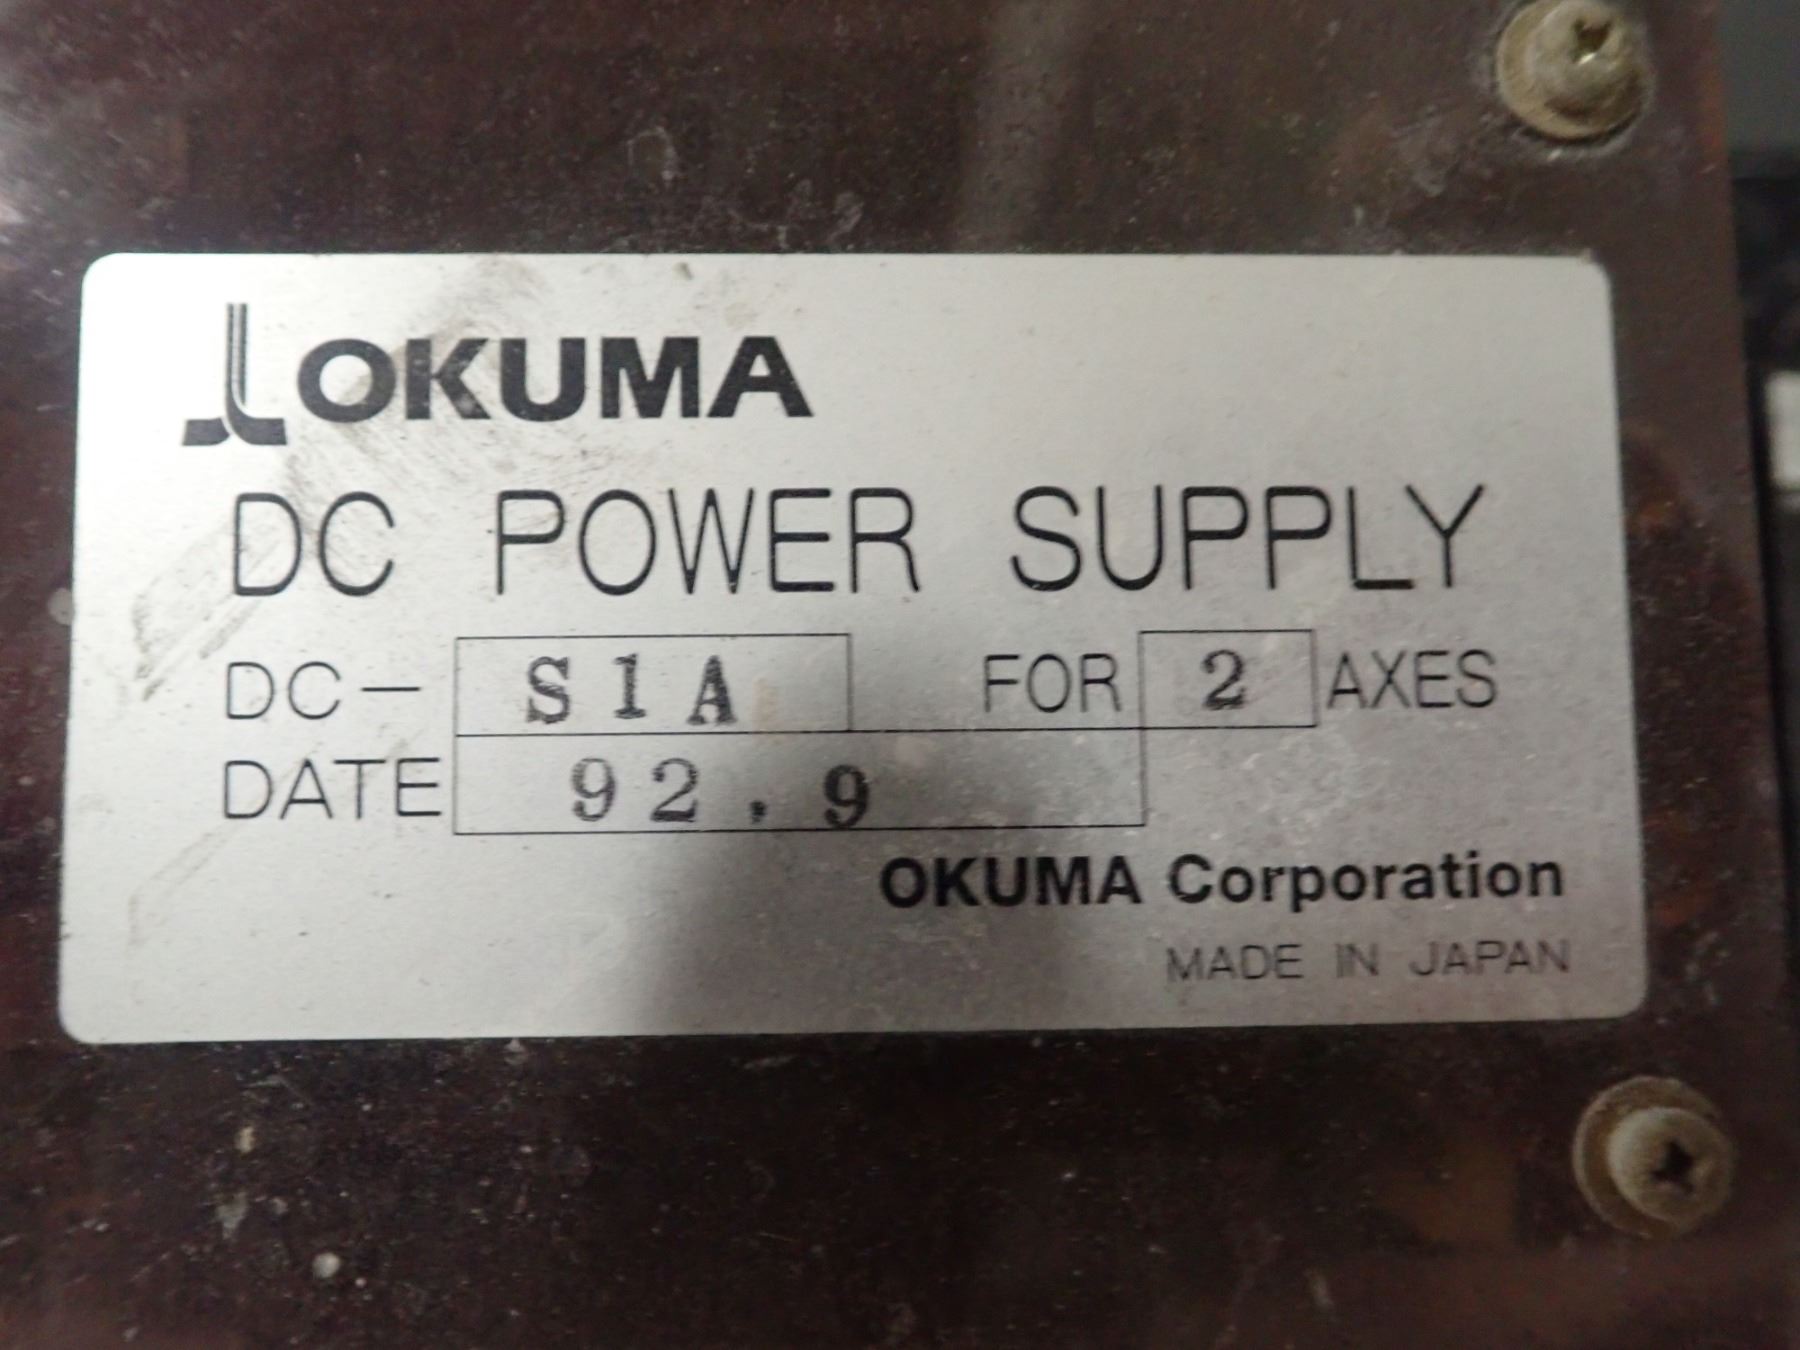 OKUMA
DC POWER SUPPLY
DC- S1A FOR 2 AXES
DATE 92.9
OKUMA Corporation
MADE IN JAPAN